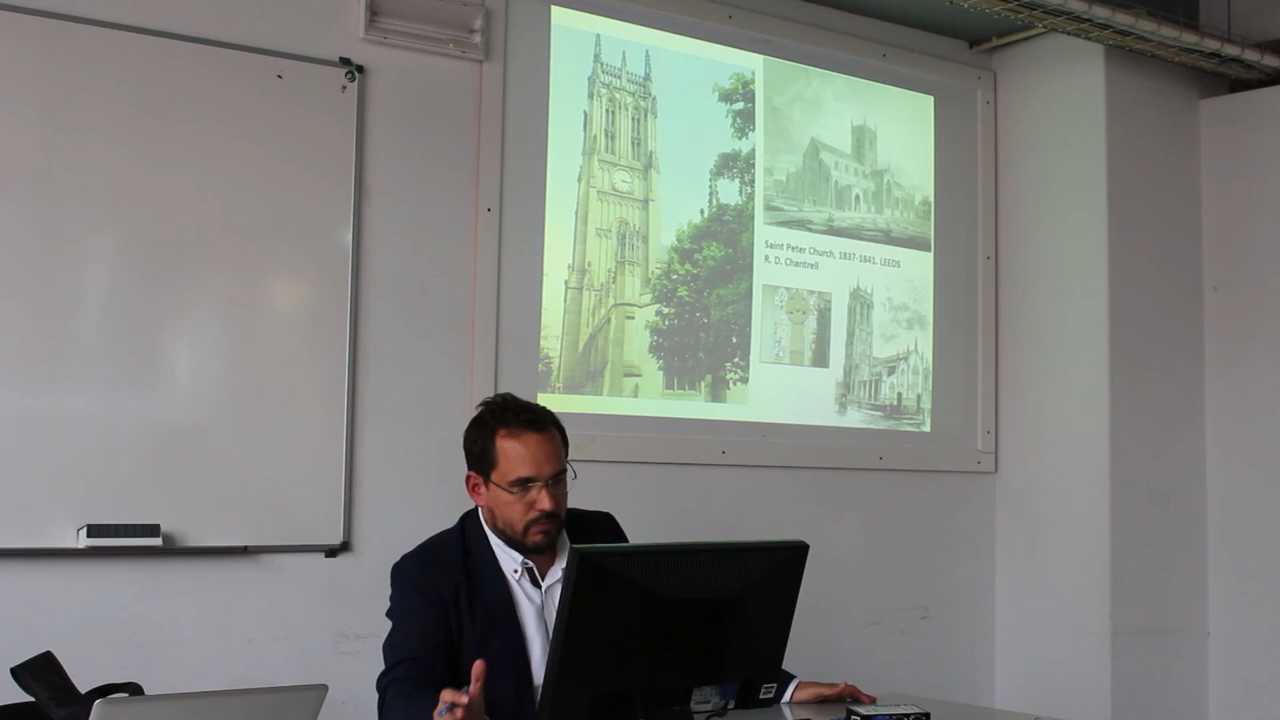 Saint Peter Church, 1837-1841. LEEDS
R. D. Chantrell